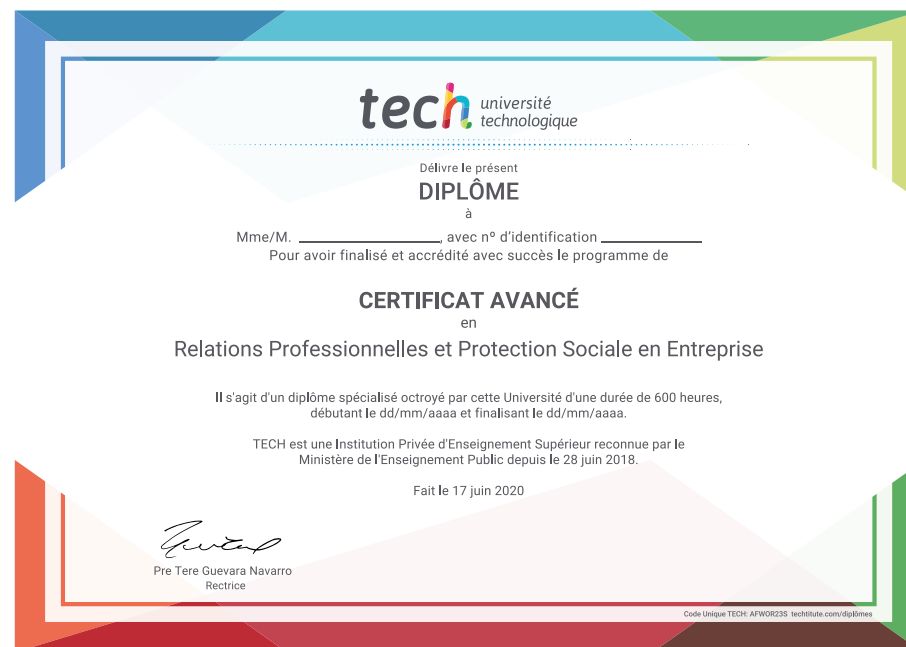 tech université
technologique
Délivre le présent
DIPLÔME
à
Mme/M. ____________, avec nº d'identification ____________
Pour avoir finalisé et accrédité avec succès le programme de
CERTIFICAT AVANCÉ
en
Relations Professionnelles et Protection Sociale en Entreprise
Il s'agit d'un diplôme spécialisé octroyé par cette Université d'une durée de 600 heures,
débutant le dd/mm/aaaa et finalisant le dd/mm/aaaa.
TECH est une Institution Privée d'Enseignement Supérieur reconnue par le
Ministère de l'Enseignement Public depuis le 28 juin 2018.
Fait le 17 juin 2020
Pre Tere Guevara Navarro
Rectrice
Code Unique TECH: AFWOR23S techtitute.com/diplômes